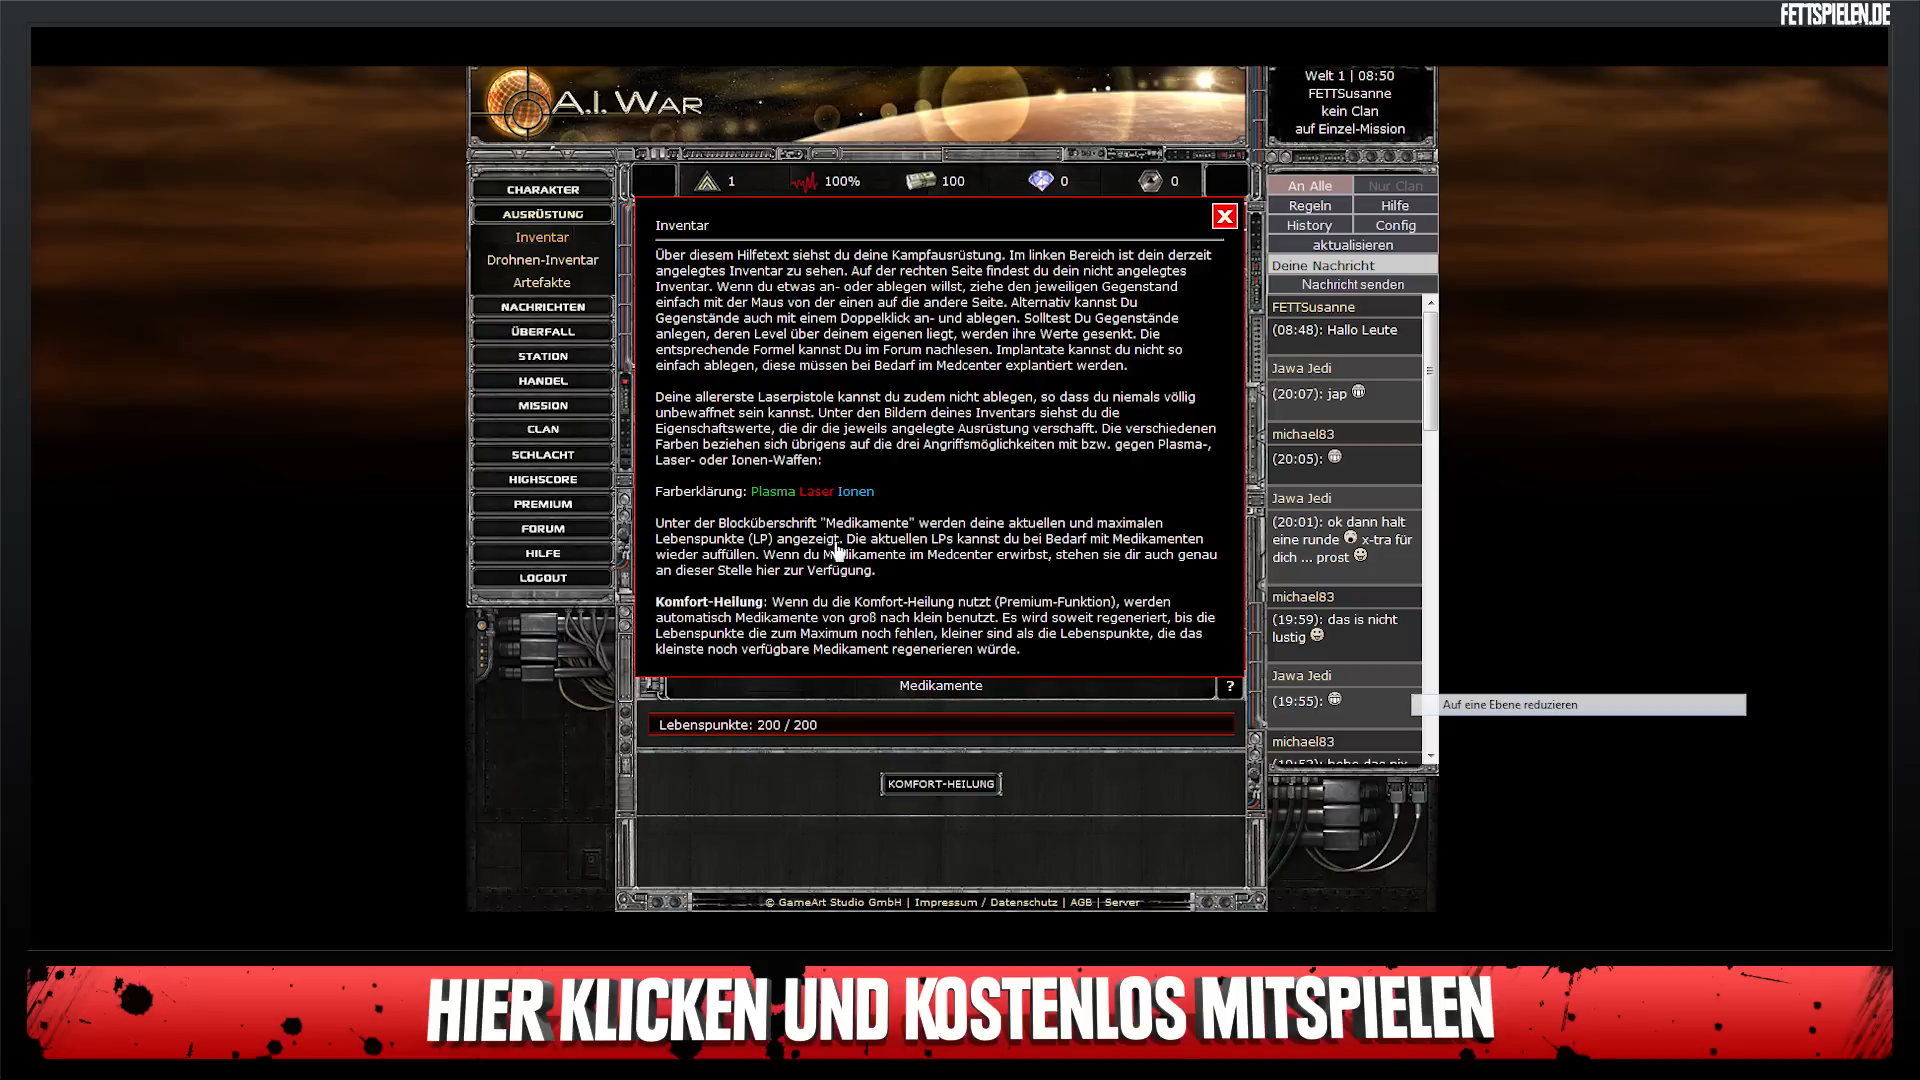 FETTSPIELEN.DE
A.I. WAR
Welt 1 | 08:50
FETTSusanne
kein Clan
auf Einzel-Mission
1
100%
100
0
0
CHARAKTER
AUSRÜSTUNG
Inventar
Drohnen-Inventar
Artefakte
NACHRICHTEN
ÜBERFALL
STATION
HANDEL
MISSION
CLAN
SCHLACHT
HIGHSCORE
PREMIUM
FORUM
HILFE
LOGOUT
Inventar
X
Über diesem Hilfetext siehst du deine Kampfausrüstung. Im linken Bereich ist dein derzeit
angelegtes Inventar zu sehen. Auf der rechten Seite findest du dein nicht angelegtes
Inventar. Wenn du etwas an- oder ablegen willst, ziehe den jeweiligen Gegenstand
einfach mit der Maus von der einen auf die andere Seite. Alternativ kannst Du
Gegenstände auch mit einem Doppelklick an- und ablegen. Solltest Du Gegenstände
anlegen, deren Level über deinem eigenen liegt, werden ihre Werte gesenkt. Die
entsprechende Formel kannst Du im Forum nachlesen. Implantate kannst du nicht so
einfach ablegen, diese müssen bei Bedarf im Medcenter explantiert werden.
Deine allererste Laserpistole kannst du zudem nicht ablegen, so dass du niemals völlig
unbewaffnet sein kannst. Unter den Bildern deines Inventars siehst du die
Eigenschaftswerte, die dir die jeweils angelegte Ausrüstung verschafft. Die verschiedenen
Farben beziehen sich übrigens auf die drei Angriffsmöglichkeiten mit bzw. gegen Plasma-,
Laser- oder Ionen-Waffen:
Farberklärung: Plasma Laser Ionen
Unter der Blocküberschrift "Medikamente" werden deine aktuellen und maximalen
Lebenspunkte (LP) angezeigt. Die aktuellen LPs kannst du bei Bedarf mit Medikamenten
wieder auffüllen. Wenn du Medikamente im Medcenter erwirbst, stehen sie dir auch genau
an dieser Stelle hier zur Verfügung.
Komfort-Heilung: Wenn du die Komfort-Heilung nutzt (Premium-Funktion), werden
automatisch Medikamente von groß nach klein benutzt. Es wird soweit regeneriert, bis die
Lebenspunkte die zum Maximum noch fehlen, kleiner sind als die Lebenspunkte, die das
kleinste noch verfügbare Medikament regenerieren würde.
Medikamente
?
Lebenspunkte: 200 / 200
KOMFORT-HEILUNG
© GameArt Studio GmbH | Impressum / Datenschutz | AGB | Server
An Alle Nur Clan
Regeln Hilfe
History Config
aktualisieren
Deine Nachricht
Nachricht senden
FETTSusanne
(08:48): Hallo Leute
Jawa Jedi
(20:07): jap
michael83
(20:05):
Jawa Jedi
(20:01): ok dann halt
eine runde x-tra für
dich ... prost
michael83
(19:59): das is nicht
lustig
Jawa Jedi
(19:55):
michael83
Auf eine Ebene reduzieren
HIER KLICKEN UND KOSTENLOS MITSPIELEN